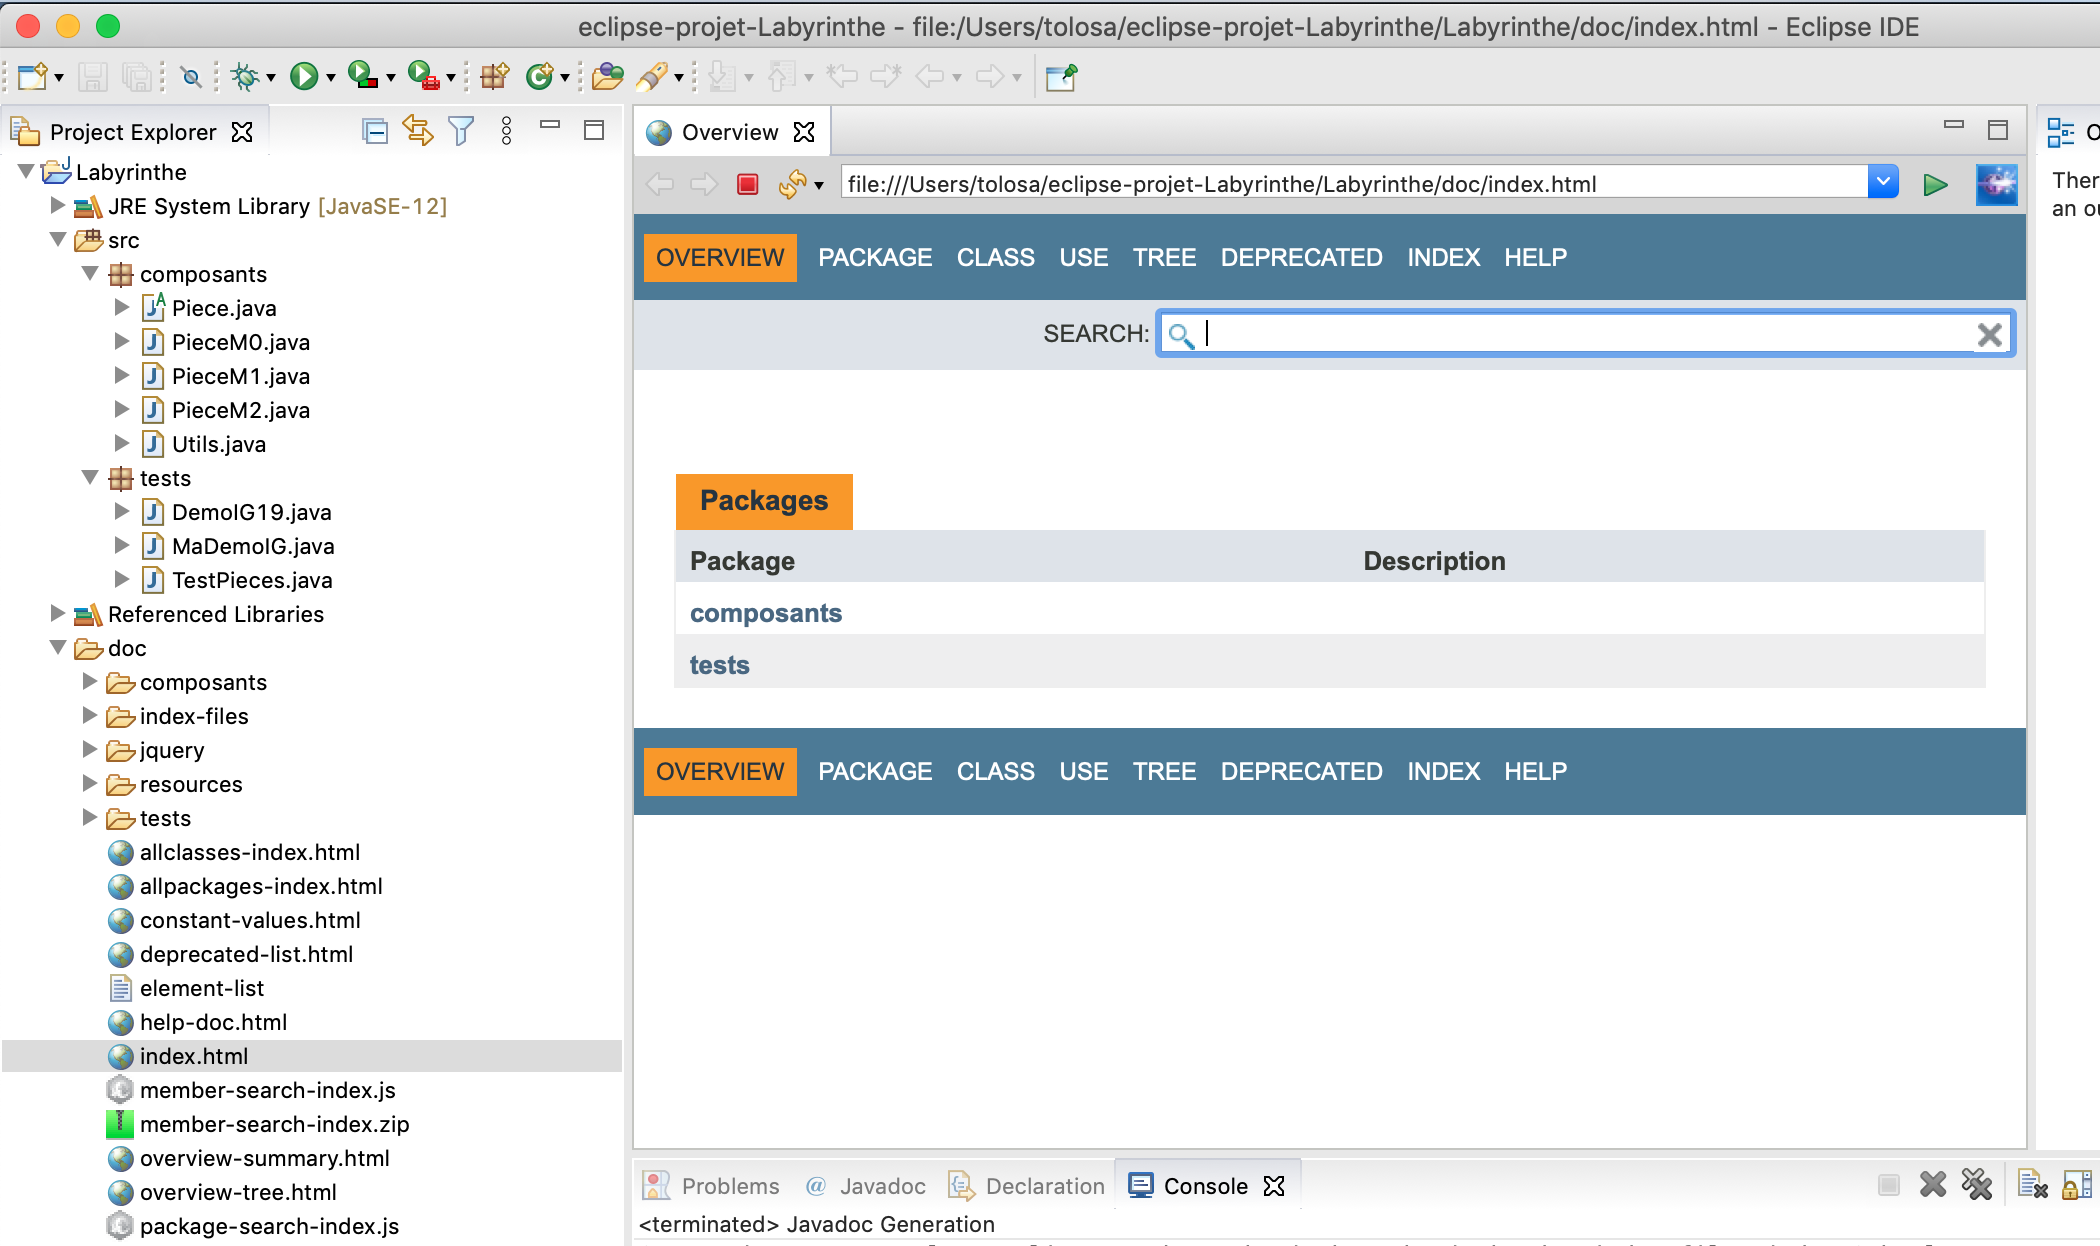 eclipse-projet-Labyrinthe - file:/Users/tolosa/eclipse-projet-Labyrinthe/Labyrinthe/doc/index.html - Eclipse IDE
Project Explorer
Labyrinthe
JRE System Library [JavaSE-12]
src
composants
Piece.java
PieceM0.java
PieceM1.java
PieceM2.java
Utils.java
tests
DemoIG19.java
MaDemoIG.java
TestPieces.java
Referenced Libraries
doc
composants
index-files
jquery
resources
tests
allclasses-index.html
allpackages-index.html
constant-values.html
deprecated-list.html
element-list
help-doc.html
index.html
member-search-index.js
member-search-index.zip
overview-summary.html
overview-tree.html
package-search-index.js
Overview
file:///Users/tolosa/eclipse-projet-Labyrinthe/Labyrinthe/doc/index.html
OVERVIEW PACKAGE CLASS USE TREE DEPRECATED INDEX HELP
SEARCH:
Packages
Package Description
composants
tests
OVERVIEW PACKAGE CLASS USE TREE DEPRECATED INDEX HELP
Problems @ Javadoc Declaration Console
<terminated> Javadoc Generation
an